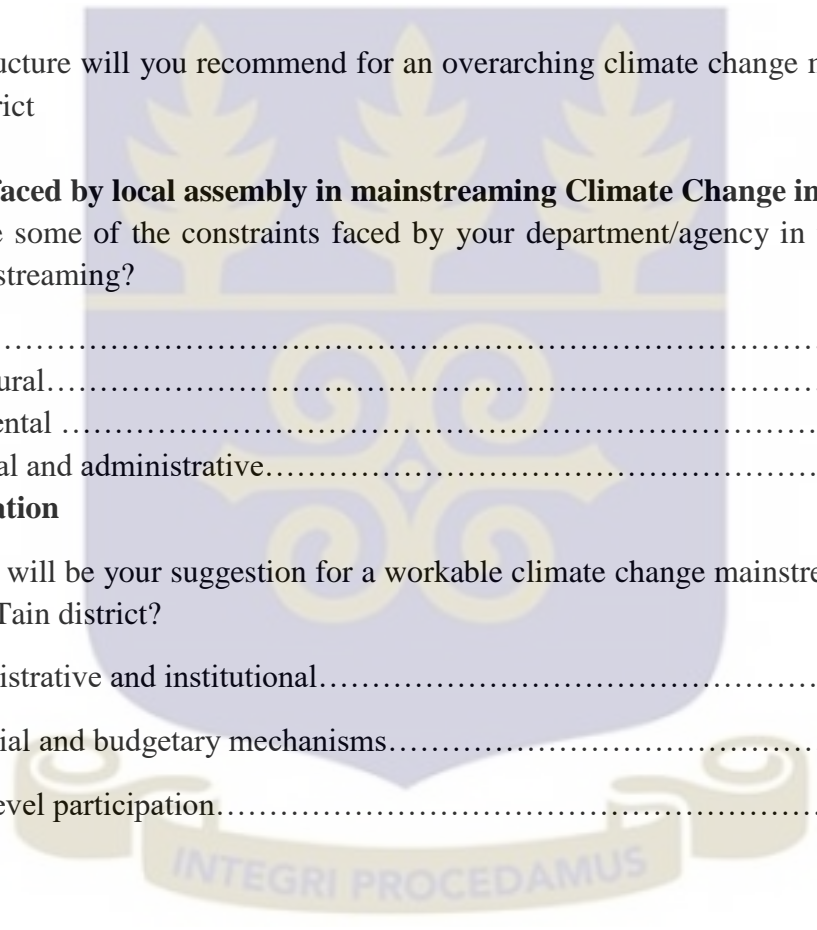 ucture will you recommend for an overarching climate change m
rict
faced by local assembly in mainstreaming Climate Change in
e some of the constraints faced by your department/agency in
streaming?
……………………………………………………………………
ural……………………………………………………………………
ental ……………………………………………………………………
al and administrative……………………………………………………
ation
will be your suggestion for a workable climate change mainstre
Tain district?
istrative and institutional………………………………………………
ial and budgetary mechanisms…………………………………………
evel participation………………………………………………………
INTEGRI PROCEDAMUS